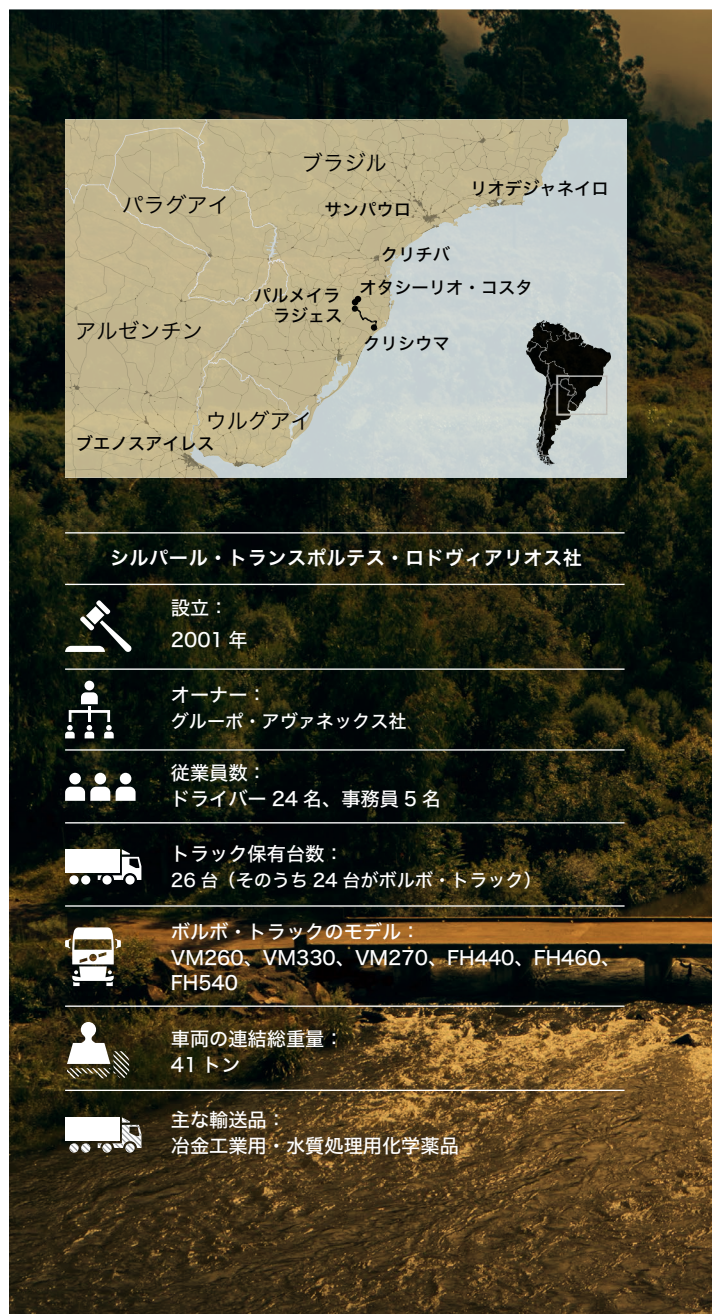 ブラジル
リオデジャネイロ
パラグアイ
サンパウロ
クリチバ
オタシーリオ・コスタ
パルメイラ
ラジェス
アルゼンチン
クリシウマ
ウルグアイ
ブエノスアイレス
シルパール・トランスポルテス・ロドヴィアリオス社
設立：
2001 年
オーナー：
グルーポ・アヴァネックス社
従業員数：
ドライバー 24 名、事務員 5 名
トラック保有台数：
26 台（そのうち 24 台がボルボ・トラック）
ボルボ・トラックのモデル：
VM260、VM330、VM270、FH440、FH460、
FH540
車両の連結総重量：
41 トン
主な輸送品：
冶金工業用・水質処理用化学薬品